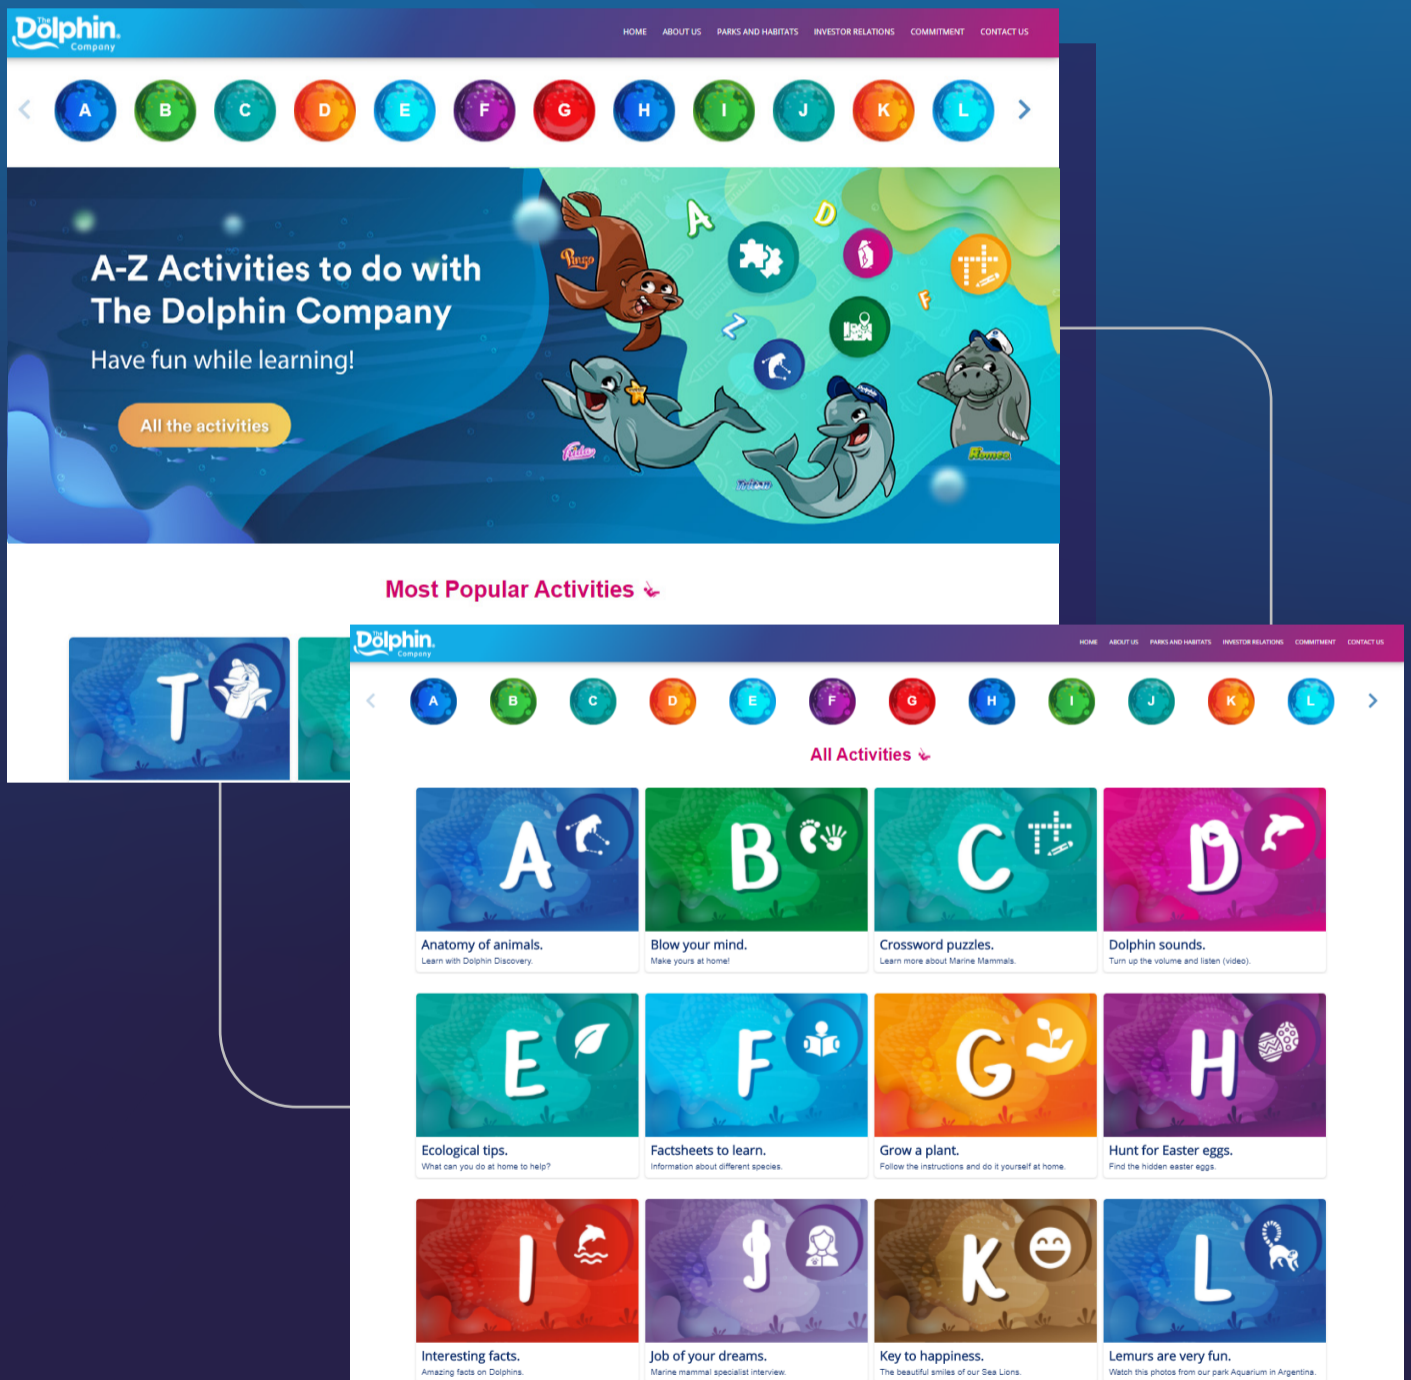 The
Dolphin.
Company
HOME ABOUT US PARKS AND HABITATS INVESTOR RELATIONS COMMITMENT CONTACT US
A B C D E F G H I J K L
A-Z Activities to do with
The Dolphin Company
Have fun while learning!
All the activities
A D
Z F
Pingo
Most Popular Activities
T
The
Dolphin.
Company
HOME ABOUT US PARKS AND HABITATS INVESTOR RELATIONS COMMITMENT CONTACT US
A B C D E F G H I J K L
All Activities
A B C D
Anatomy of animals. Blow your mind. Crossword puzzles. Dolphin sounds.
Learn with Dolphin Discovery. Make yours at home! Learn more about Marine Mammals. Turn up the volume and listen (video).
E F G H
Ecological tips. Factsheets to learn. Grow a plant. Hunt for Easter eggs.
What can you do at home to help? Information about different species. Follow the instructions and do it yourself at home. Find the hidden easter eggs.
I J K L
Interesting facts. Job of your dreams. Key to happiness. Lemurs are very fun.
Amazing facts on Dolphins. Marine mammal specialist interview. The beautiful smiles of our Sea Lions. Watch this photos from our park Aquarium in Argentina.